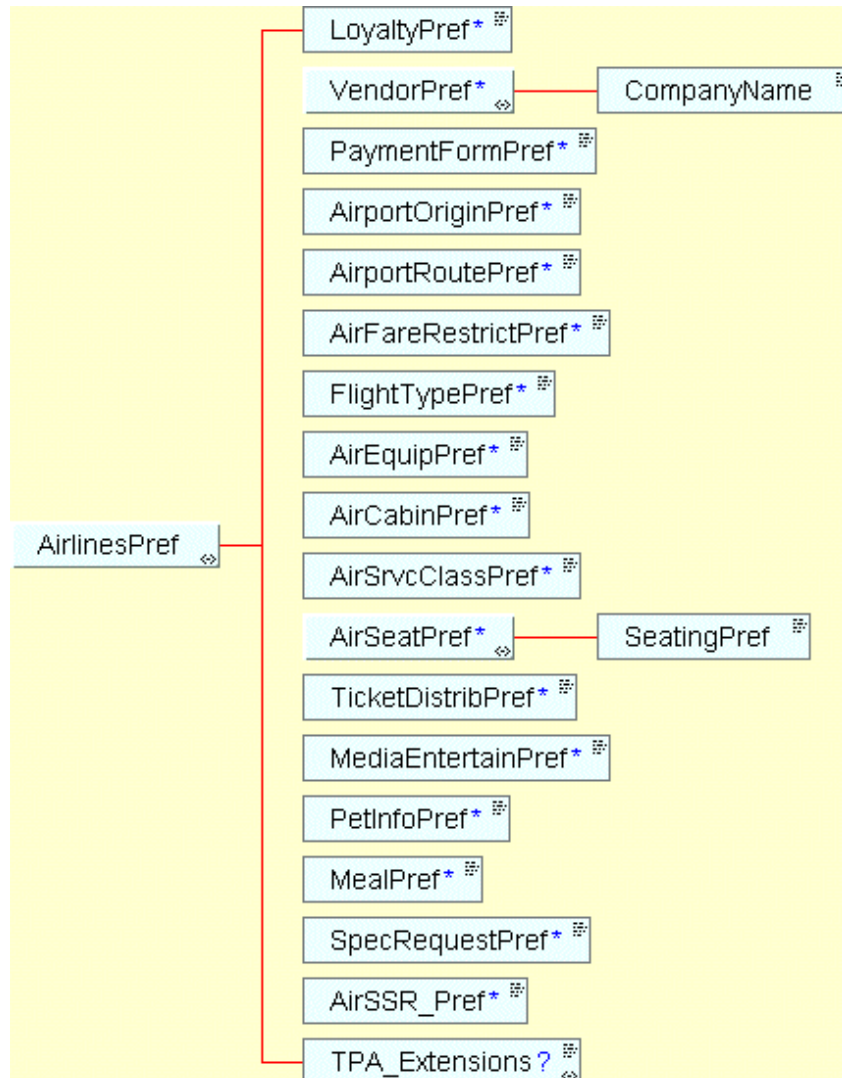 LoyaltyPref*
VendorPref* CompanyName
PaymentFormPref*
AirportOriginPref*
AirportRoutePref*
AirFareRestrictPref*
FlightTypePref*
AirEquipPref*
AirCabinPref*
AirlinesPref
AirSrvcClassPref*
AirSeatPref* SeatingPref
TicketDistribPref*
MediaEntertainPref*
PetInfoPref*
MealPref*
SpecRequestPref*
AirSSR_Pref*
TPA_Extensions?